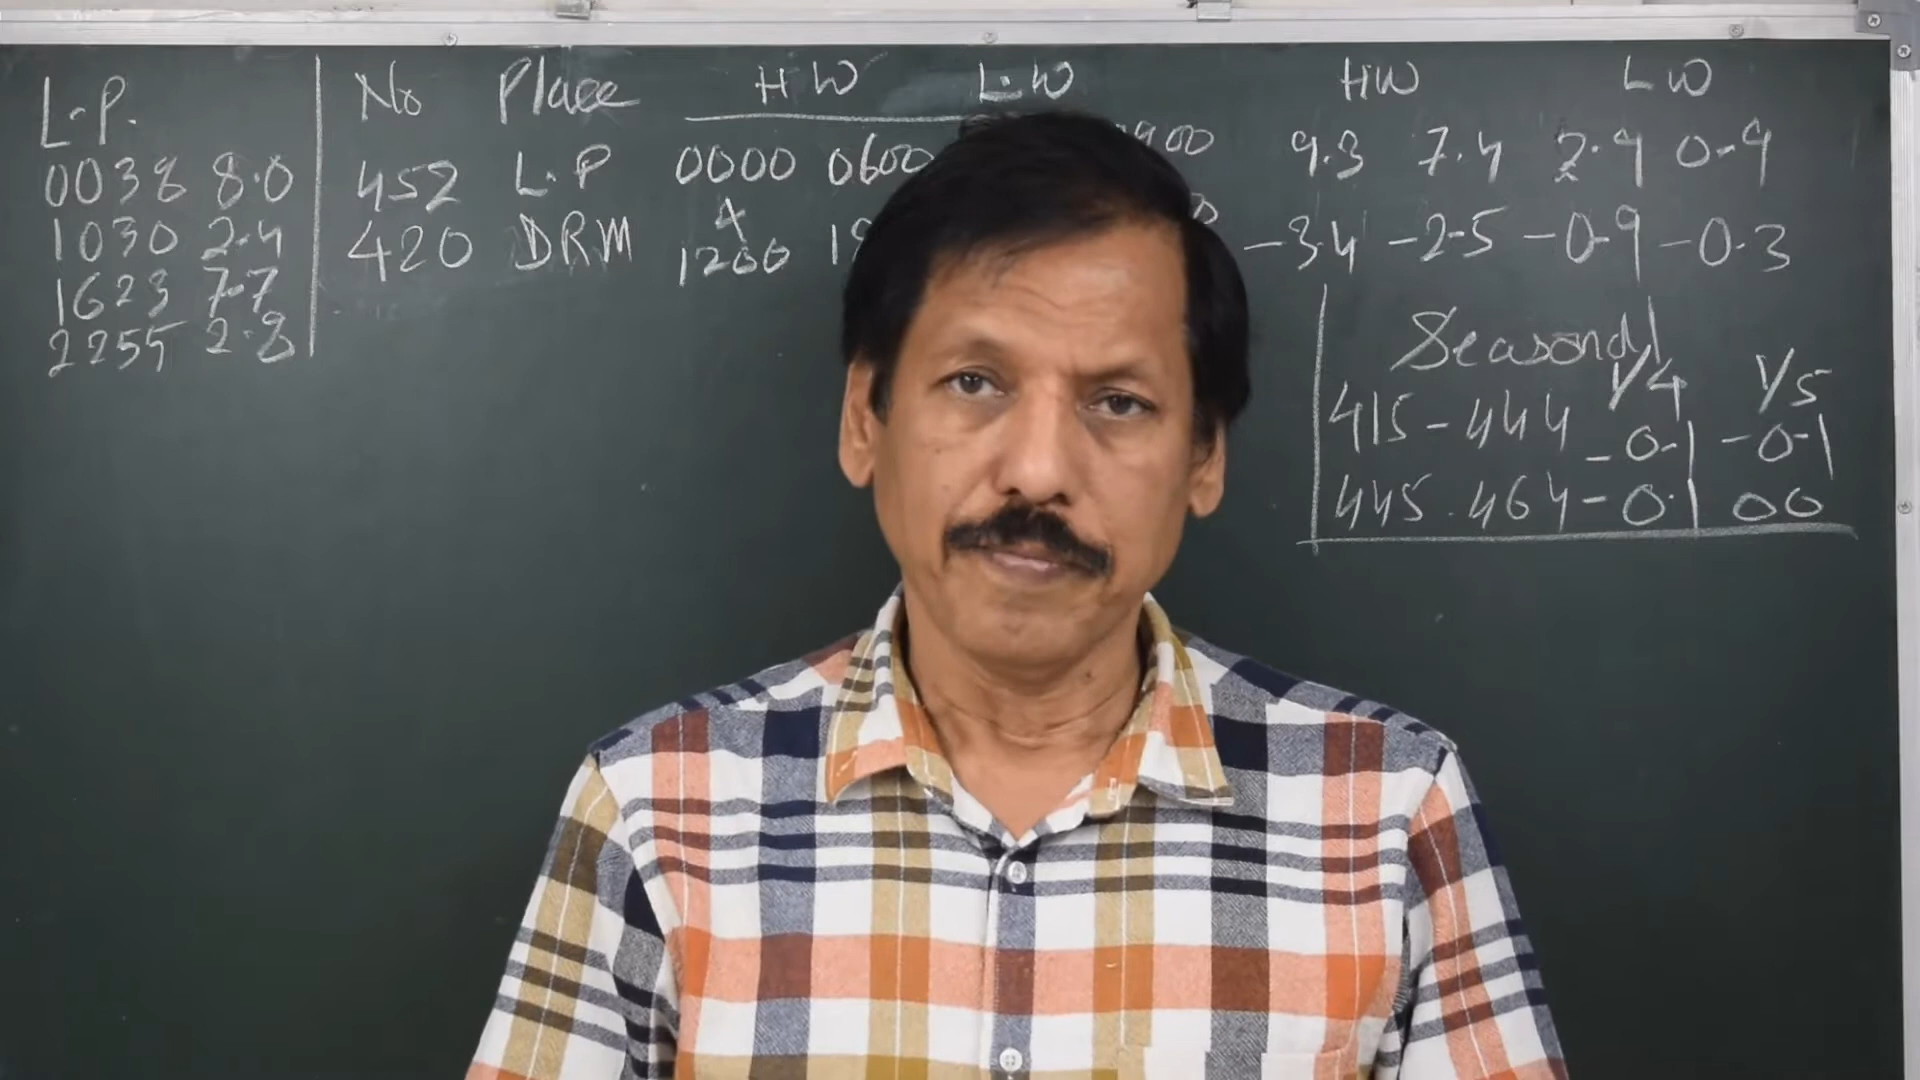 L.P.
0038 8.0
1030 2.4
1623 7.7
2255 2.8
No Place HW L.W HW LW
452 L.P 0000 0600 900 9.3 7.4 2.9 0.9
420 DRM & 1200 -3.4 -2.5 -0.9 -0.3
Seasonal 1/4 1/5
415-444 -0.1 -0.1
445.464 -0.1 00